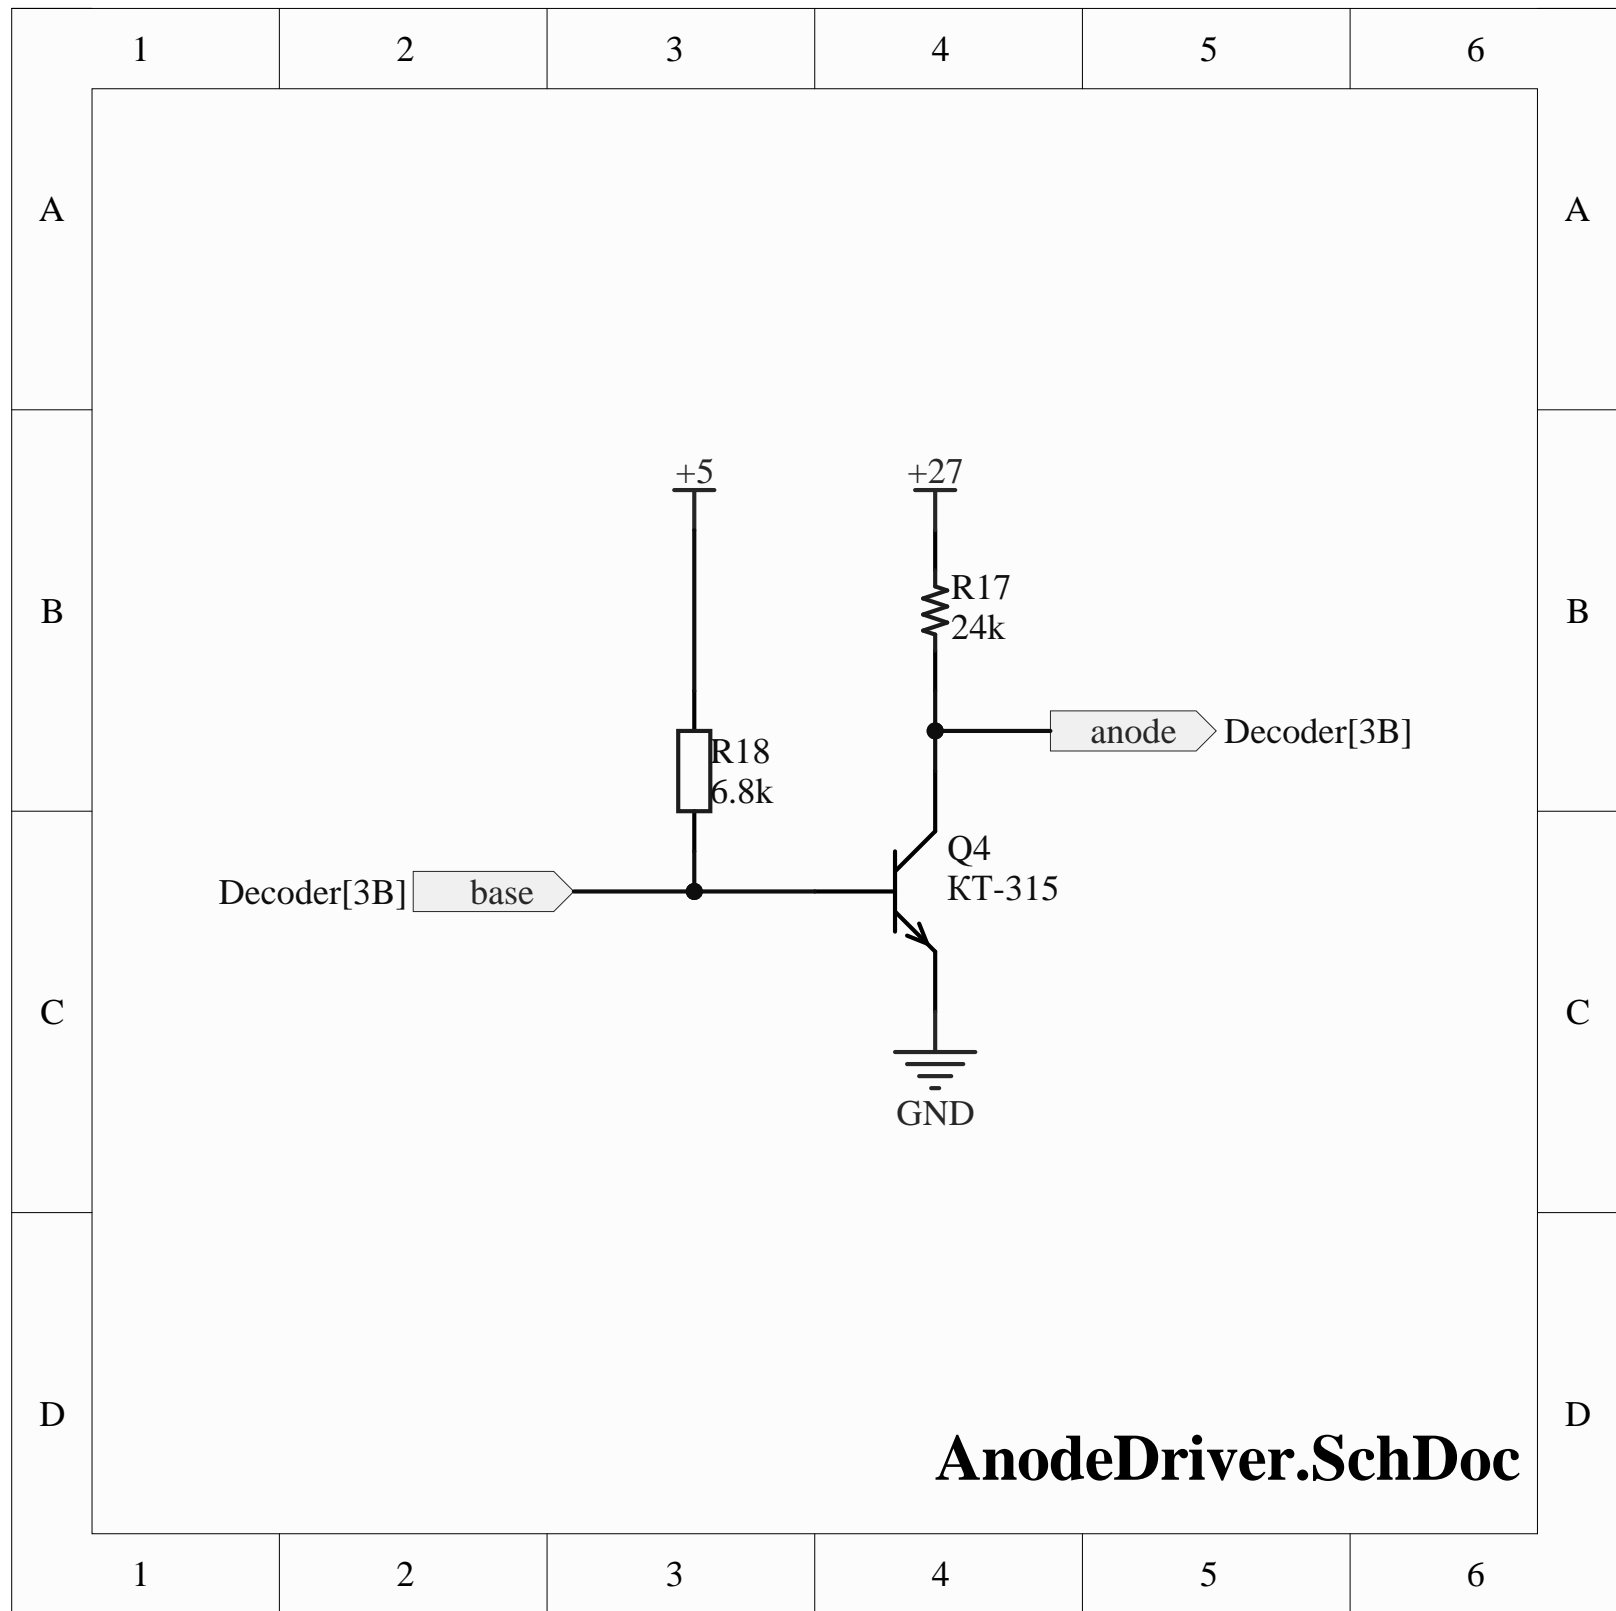 1 2 3 4 5 6
A A
+5 +27
B B
R17
24k
anode Decoder[3B]
R18
6.8k
Q4
KT-315
Decoder[3B] base
C C
GND
D D
AnodeDriver.SchDoc
1 2 3 4 5 6